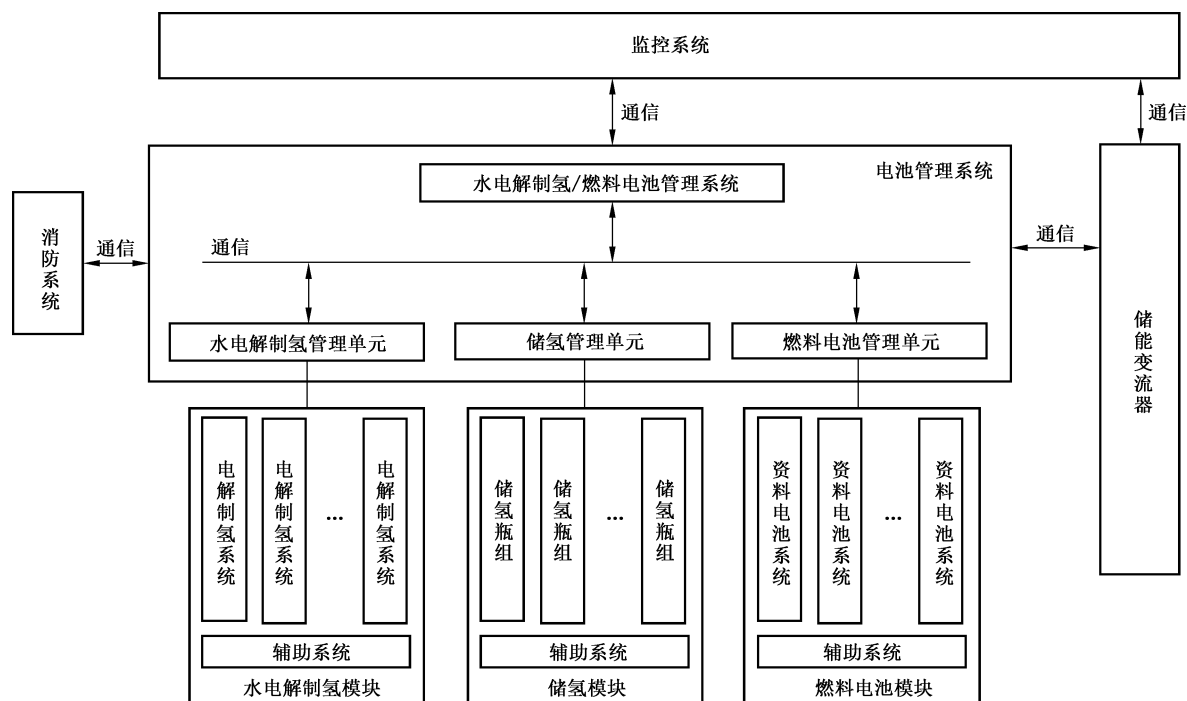 监控系统
通信
通信
电池管理系统
水电解制氢/燃料电池管理系统
消防系统
通信
通信
通信
储能变流器
水电解制氢管理单元
储氢管理单元
燃料电池管理单元
电解制氢系统
电解制氢系统
...
电解制氢系统
储氢瓶组
储氢瓶组
...
储氢瓶组
资料电池系统
资料电池系统
...
资料电池系统
辅助系统
辅助系统
辅助系统
水电解制氢模块
储氢模块
燃料电池模块